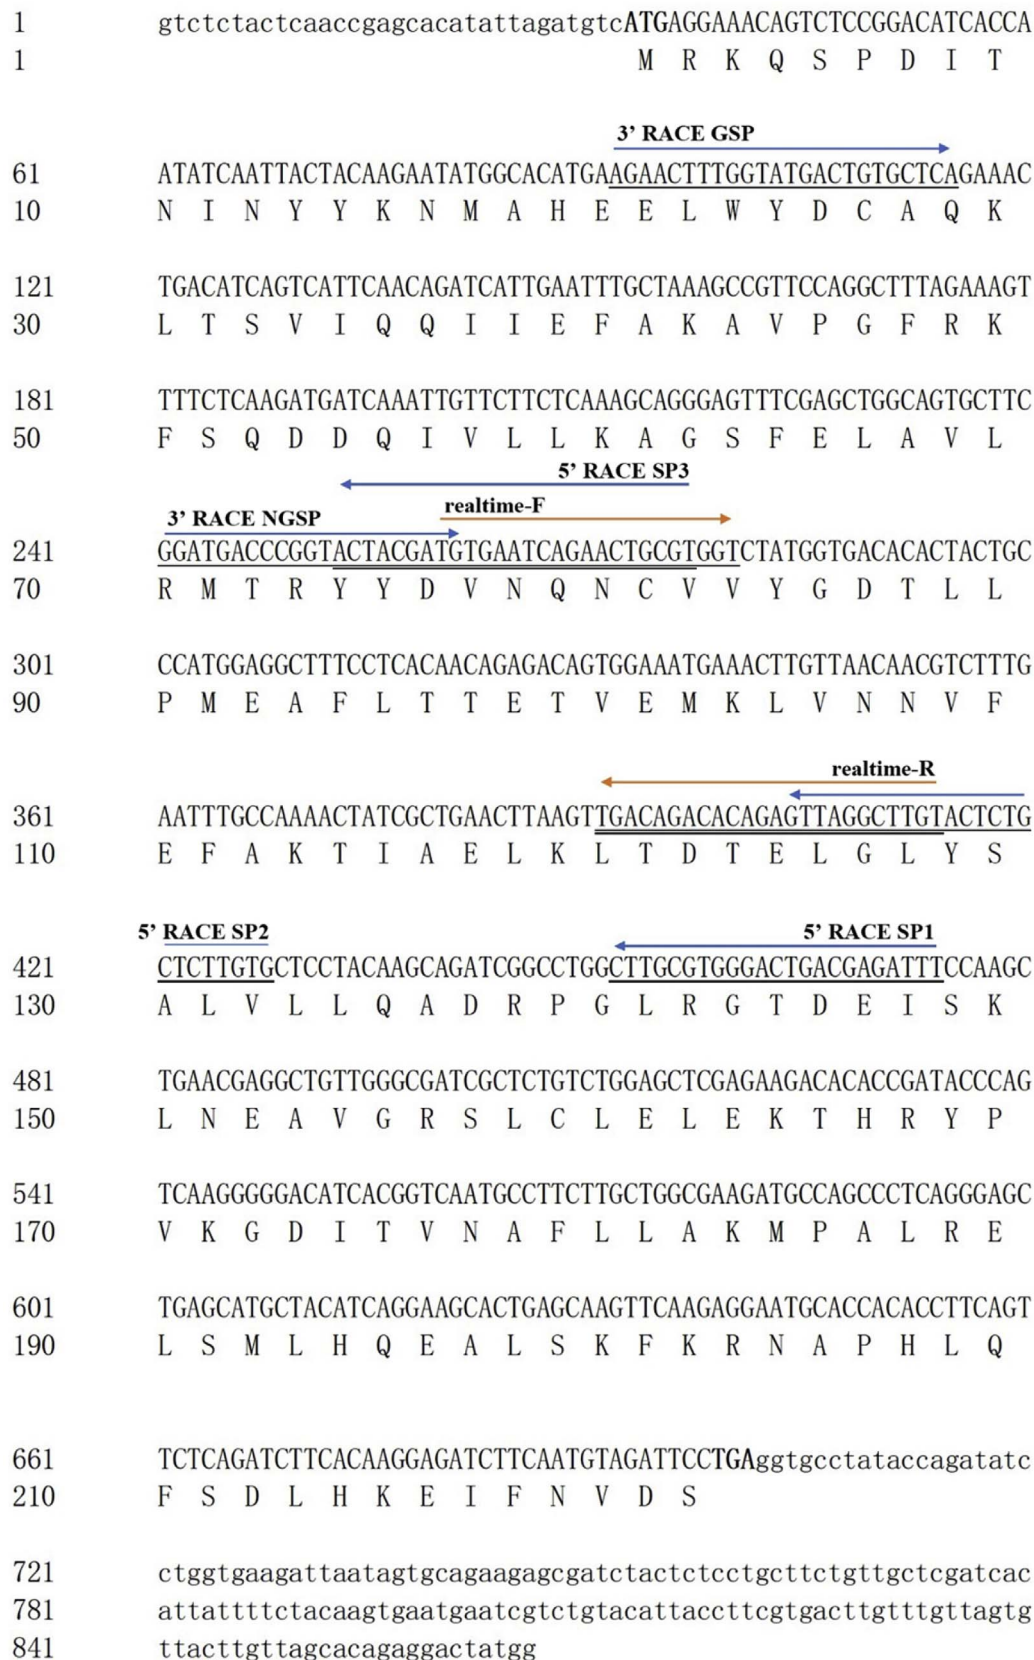 1 gtctctactcaaccgagcacatattagatgtcATGAGGAAACAGTCTCCGGACATCACCA
1 M R K Q S P D I T
3’ RACE GSP
61 ATATCAATTACTACAAGAATATGGCACATGAAGAACTTTGGTATGACTGTGCTCAGAAAC
10 N I N Y Y K N M A H E E L W Y D C A Q K
121 TGACATCAGTCATTCAACAGATCATTGAATTTGCTAAAGCCGTTCCAGGCTTTAGAAAGT
30 L T S V I Q Q I I E F A K A V P G F R K
181 TTTCTCAAGATGATCAAATTGTTCTTCTCAAAGCAGGGAGTTTCGAGCTGGCAGTGCTTC
50 F S Q D D Q I V L L K A G S F E L A V L
5’ RACE SP3
3’ RACE NGSP realtime-F
241 GGATGACCCGGTACTACGATGTGAATCAGAACTGCGTGGTCTATGGTGACACACTACTGC
70 R M T R Y Y D V N Q N C V V Y G D T L L
301 CCATGGAGGCTTTCCTCACAACAGAGACAGTGGAAATGAAACTTGTTAACAACGTCTTTG
90 P M E A F L T T E T V E M K L V N N V F
realtime-R
361 AATTTGCCAAAACTATCGCTGAACTTAAGTTGACAGACACAGAGTTAGGCTTGTACTCTG
110 E F A K T I A E L K L T D T E L G L Y S
5’ RACE SP2 5’ RACE SP1
421 CTCTTGTGCTCCTACAAGCAGATCGGCCTGGCTTGCGTGGGACTGACGAGATTTCCAAGC
130 A L V L L Q A D R P G L R G T D E I S K
481 TGAACGAGGCTGTTGGGCGATCGCTCTGTCTGGAGCTCGAGAAGACACACCGATACCCAG
150 L N E A V G R S L C L E L E K T H R Y P
541 TCAAGGGGGACATCACGGTCAATGCCTTCTTGCTGGCGAAGATGCCAGCCCTCAGGGAGC
170 V K G D I T V N A F L L A K M P A L R E
601 TGAGCATGCTACATCAGGAAGCACTGAGCAAGTTCAAGAGGAATGCACCACACCTTCAGT
190 L S M L H Q E A L S K F K R N A P H L Q
661 TCTCAGATCTTCACAAGGAGATCTTCAATGTAGATTCCTGAggtgcctataccagatatc
210 F S D L H K E I F N V D S
721 ctggtgaagattaatagtgcagaagagcgatctactctcctgcttctgttgctcgatcac
781 attattttctacaagtgaatgaatcgtctgtacattaccttcgtgacttgtttgttagtg
841 ttacttgttagcacagaggactatgg